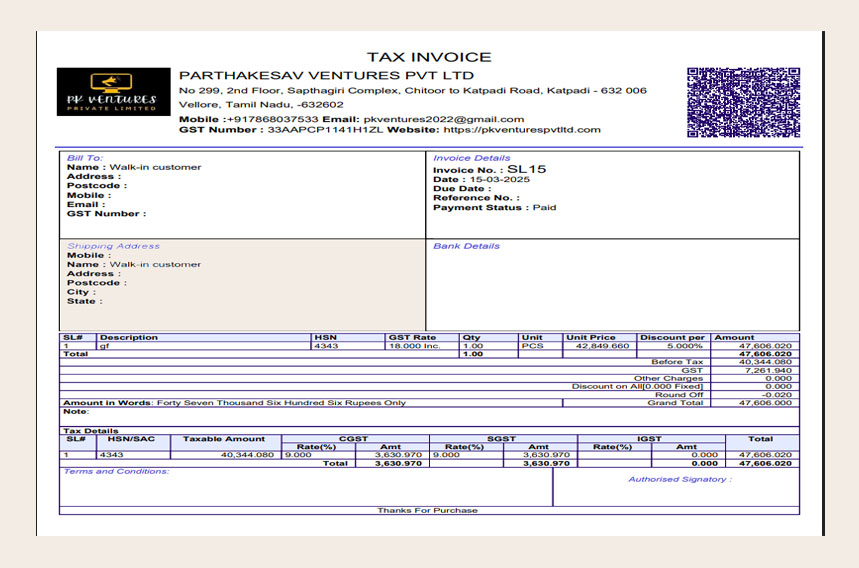 TAX INVOICE
PK VENTURES
PRIVATE LIMITED
PARTHAKESAV VENTURES PVT LTD
No 299, 2nd Floor, Sapthagiri Complex, Chitoor to Katpadi Road, Katpadi - 632 006
Vellore, Tamil Nadu, -632602
Mobile :+917868037533 Email: pkventures2022@gmail.com
GST Number : 33AAPCP1141H1ZL Website: https://pkventurespvtltd.com
Bill To:
Name : Walk-in customer
Address :
Postcode :
Mobile :
Email :
GST Number :
Invoice Details
Invoice No. : SL15
Date : 15-03-2025
Due Date :
Reference No. :
Payment Status : Paid
Shipping Address
Mobile :
Name : Walk-in customer
Address :
Postcode :
City :
State :
Bank Details
SL# Description HSN GST Rate Qty Unit Unit Price Discount per Amount
1 gf 4343 18.000 Inc. 1.00 PCS 42,849.660 5.000% 47,606.020
Total 1.00 47,606.020
Before Tax 40,344.080
GST 7,261.940
Other Charges 0.000
Discount on All[0.000 Fixed] 0.000
Round Off -0.020
Amount in Words: Forty Seven Thousand Six Hundred Six Rupees Only Grand Total 47,606.000
Note:
Tax Details
SL# HSN/SAC Taxable Amount CGST SGST IGST Total
Rate(%) Amt Rate(%) Amt Rate(%) Amt
1 4343 40,344.080 9.000 3,630.970 9.000 3,630.970 0.000 47,606.020
Total 3,630.970 3,630.970 0.000 47,606.020
Terms and Conditions:
Authorised Signatory :
Thanks For Purchase